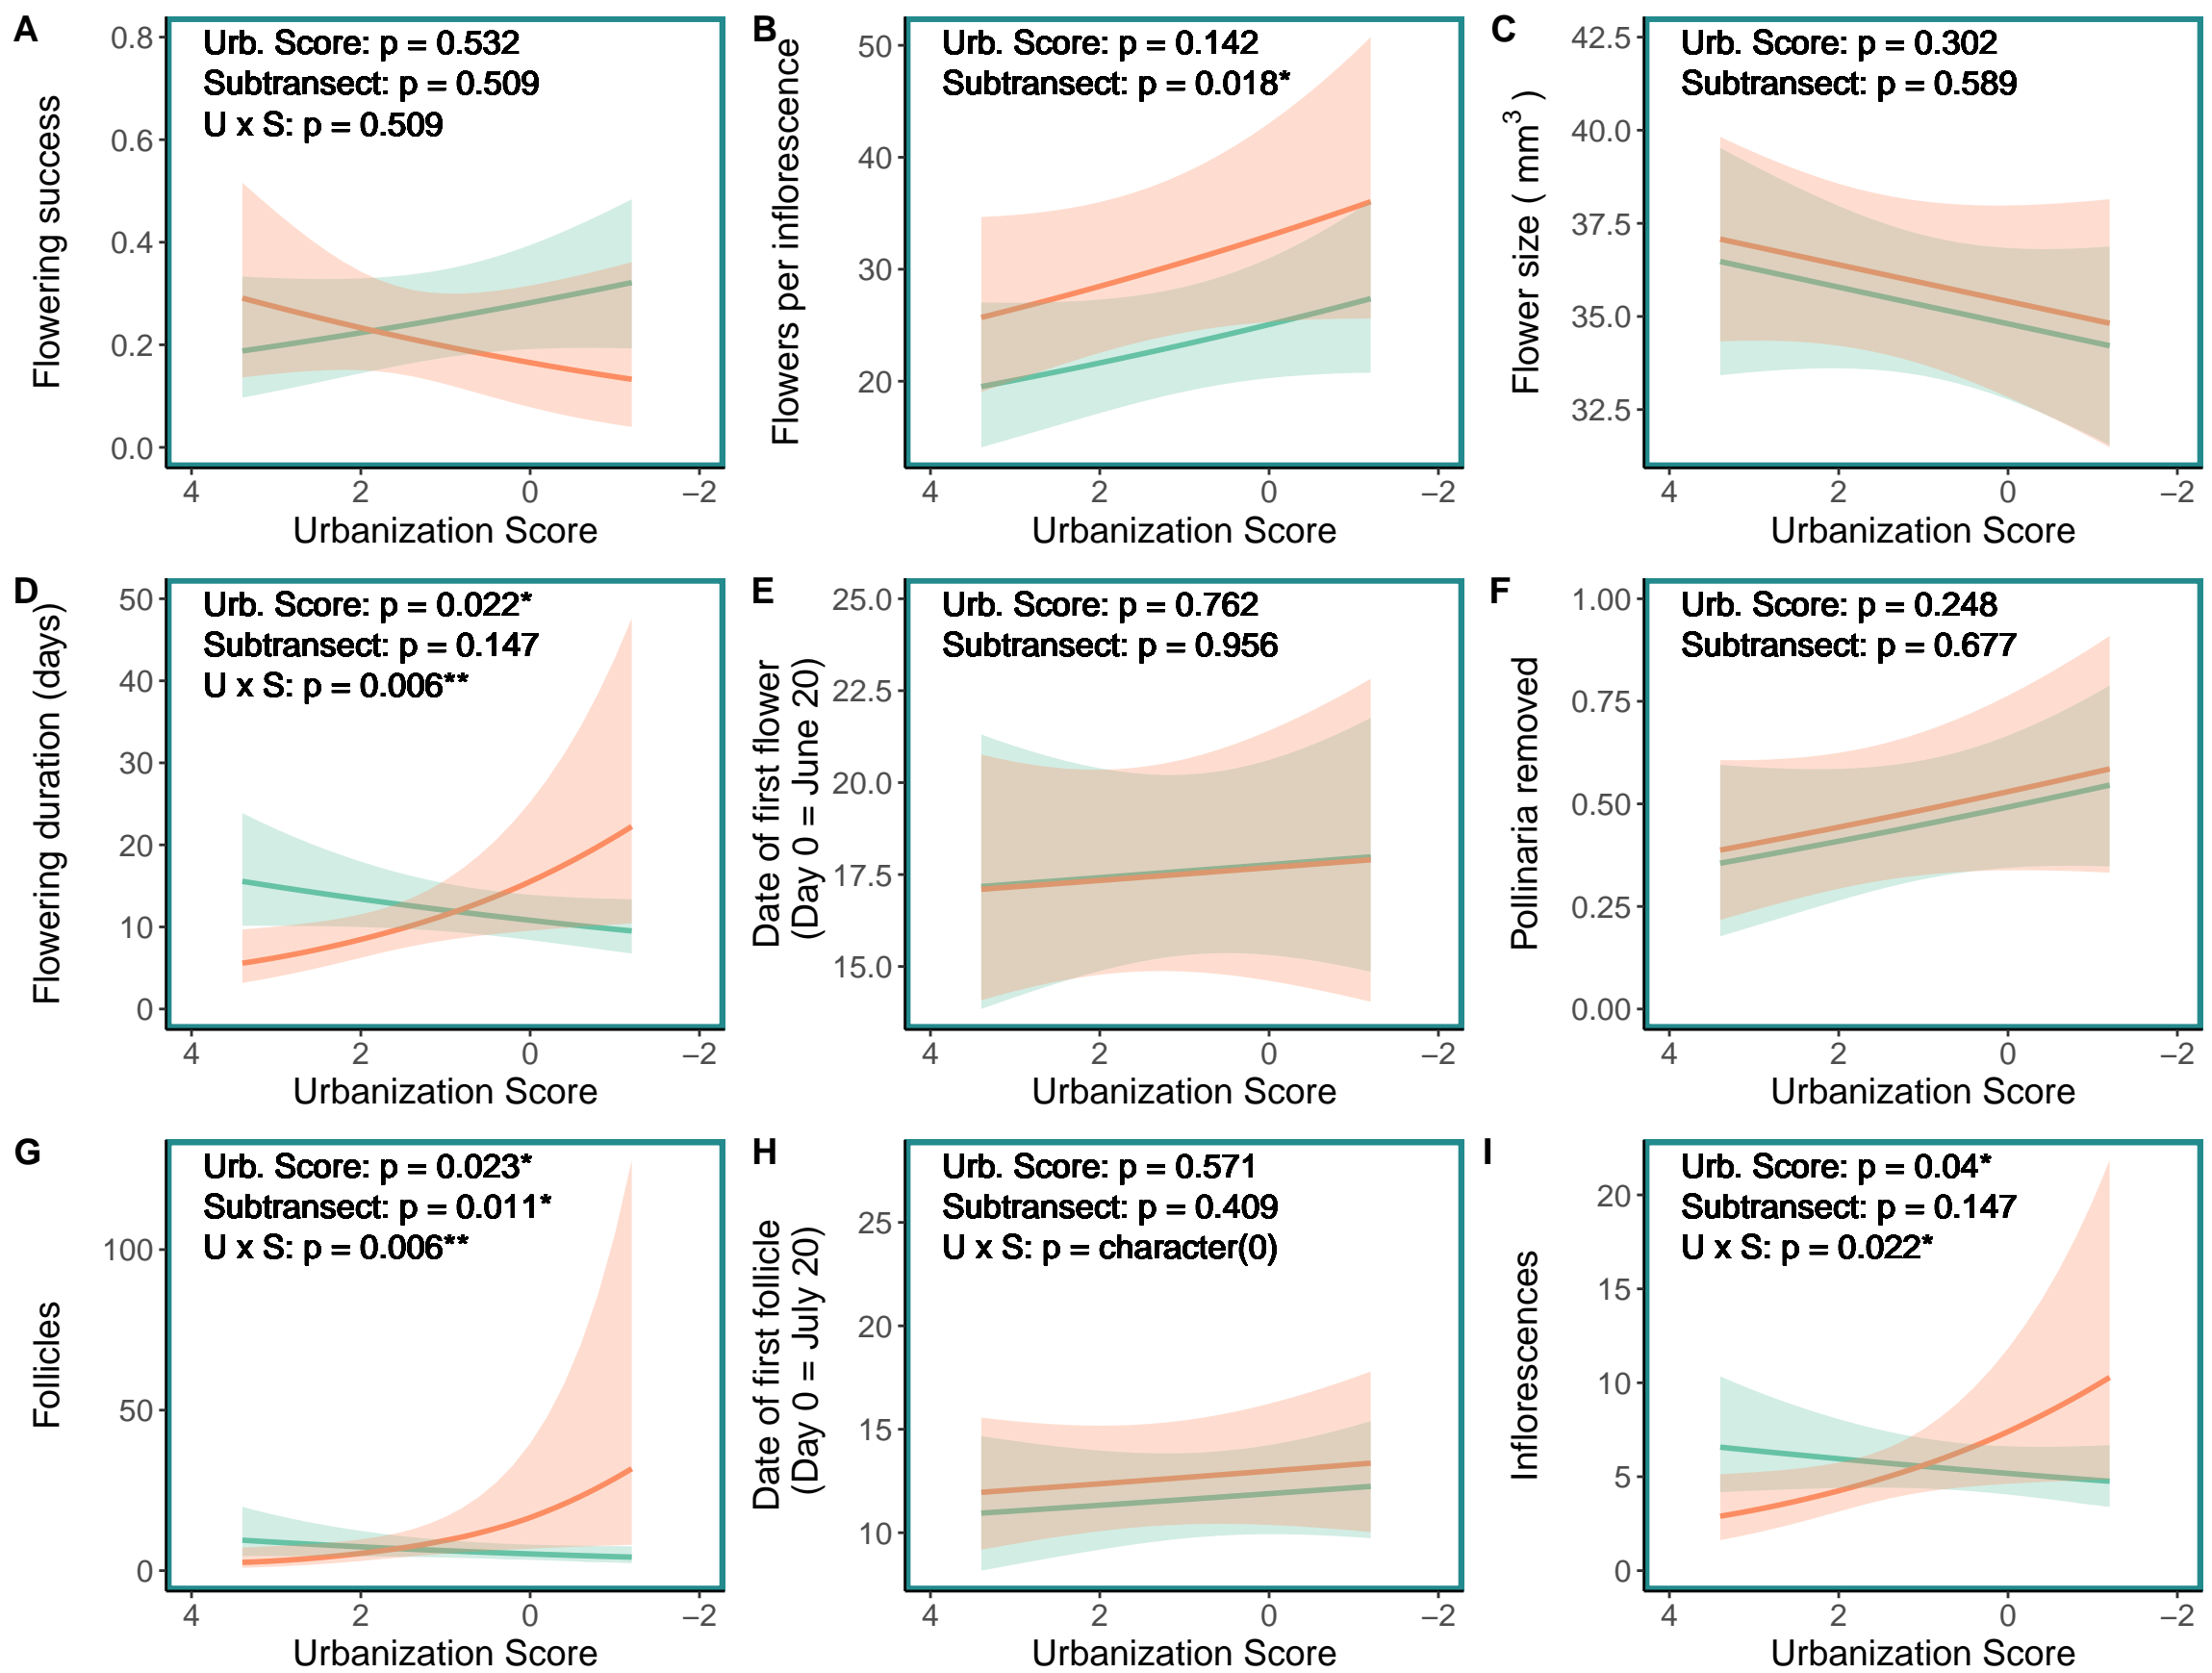 A
Flowering success
0.8
0.6
0.4
0.2
0.0
Urb. Score: p = 0.532
Subtransect: p = 0.509
U x S: p = 0.509
4
2
0
−2
Urbanization Score
B
Flowers per inflorescence
50
40
30
20
Urb. Score: p = 0.142
Subtransect: p = 0.018*
4
2
0
−2
Urbanization Score
C
Flower size ( mm³ )
42.5
40.0
37.5
35.0
32.5
Urb. Score: p = 0.302
Subtransect: p = 0.589
4
2
0
−2
Urbanization Score
D
Flowering duration (days)
50
40
30
20
10
0
Urb. Score: p = 0.022*
Subtransect: p = 0.147
U x S: p = 0.006**
4
2
0
−2
Urbanization Score
E
Date of first flower
(Day 0 = June 20)
25.0
22.5
20.0
17.5
15.0
Urb. Score: p = 0.762
Subtransect: p = 0.956
4
2
0
−2
Urbanization Score
F
Pollinaria removed
1.00
0.75
0.50
0.25
0.00
Urb. Score: p = 0.248
Subtransect: p = 0.677
4
2
0
−2
Urbanization Score
G
Follicles
100
50
0
Urb. Score: p = 0.023*
Subtransect: p = 0.011*
U x S: p = 0.006**
4
2
0
−2
Urbanization Score
H
Date of first follicle
(Day 0 = July 20)
25
20
15
10
Urb. Score: p = 0.571
Subtransect: p = 0.409
U x S: p = character(0)
4
2
0
−2
Urbanization Score
I
Inflorescences
20
15
10
5
0
Urb. Score: p = 0.04*
Subtransect: p = 0.147
U x S: p = 0.022*
4
2
0
−2
Urbanization Score